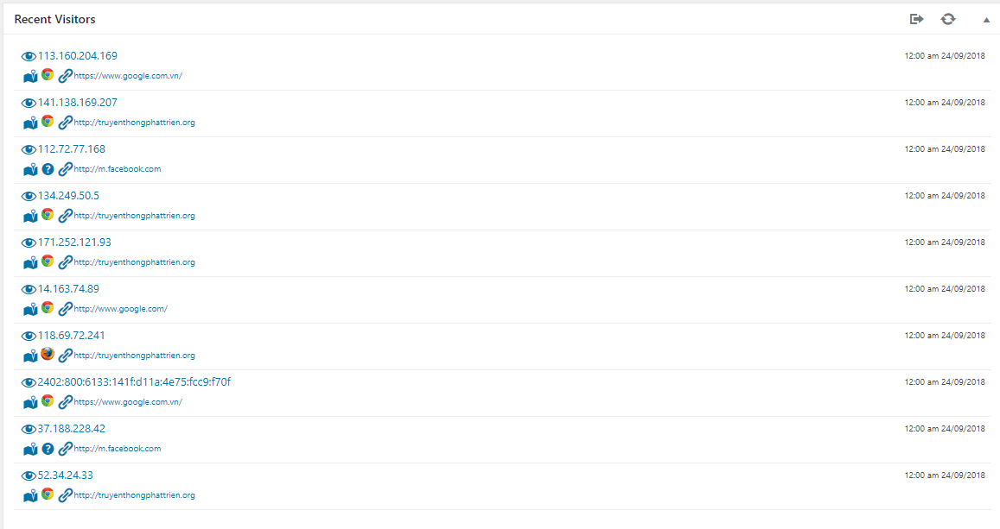 Recent Visitors
113.160.204.169 12:00 am 24/09/2018
https://www.google.com.vn/
141.138.169.207 12:00 am 24/09/2018
http://truyenthongphattrien.org
112.72.77.168 12:00 am 24/09/2018
http://m.facebook.com
134.249.50.5 12:00 am 24/09/2018
http://truyenthongphattrien.org
171.252.121.93 12:00 am 24/09/2018
http://truyenthongphattrien.org
14.163.74.89 12:00 am 24/09/2018
http://www.google.com/
118.69.72.241 12:00 am 24/09/2018
http://truyenthongphattrien.org
2402:800:6133:141f:d11a:4e75:fcc9:f70f 12:00 am 24/09/2018
https://www.google.com.vn/
37.188.228.42 12:00 am 24/09/2018
http://m.facebook.com
52.34.24.33 12:00 am 24/09/2018
http://truyenthongphattrien.org